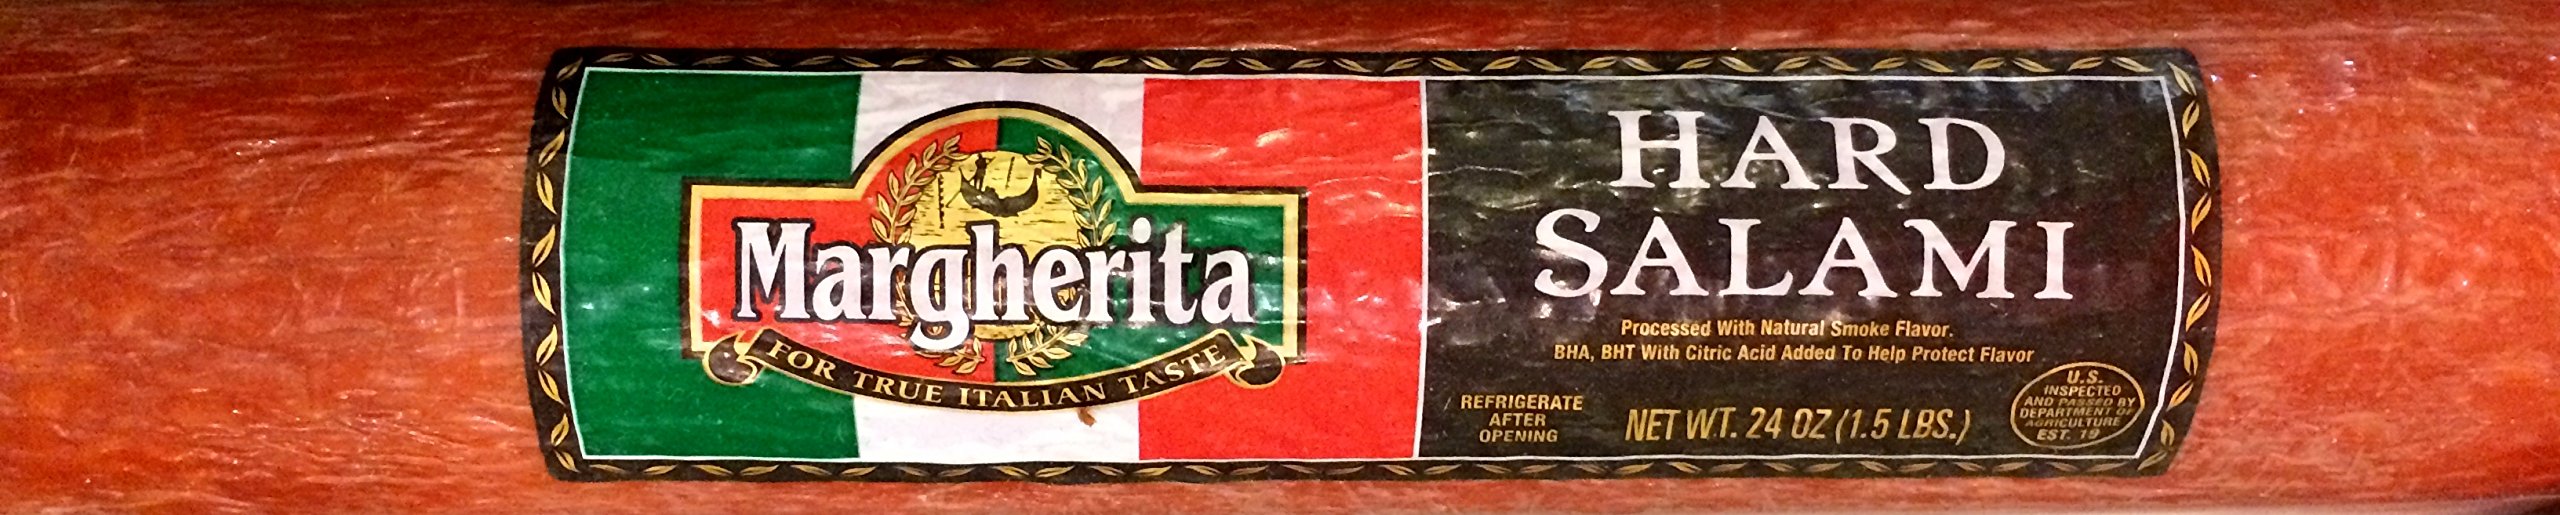 Margherita
FOR TRUE ITALIAN TASTE
HARD
SALAMI
Processed With Natural Smoke Flavor.
BHA, BHT With Citric Acid Added To Help Protect Flavor
REFRIGERATE
AFTER
OPENING
NET WT. 24 OZ (1.5 LBS.)
U.S.
INSPECTED
AND PASSED BY
DEPARTMENT OF
AGRICULTURE
EST. 19